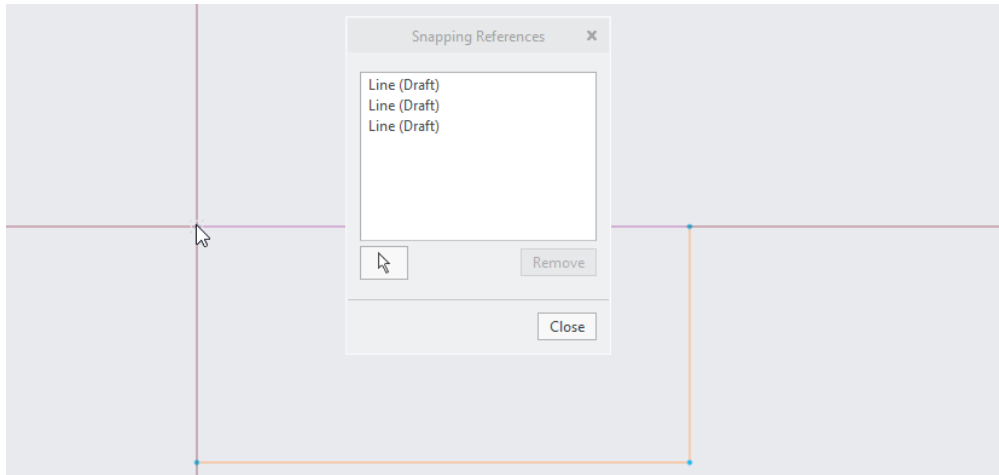 Snapping References
Line (Draft)
Line (Draft)
Line (Draft)
Remove
Close